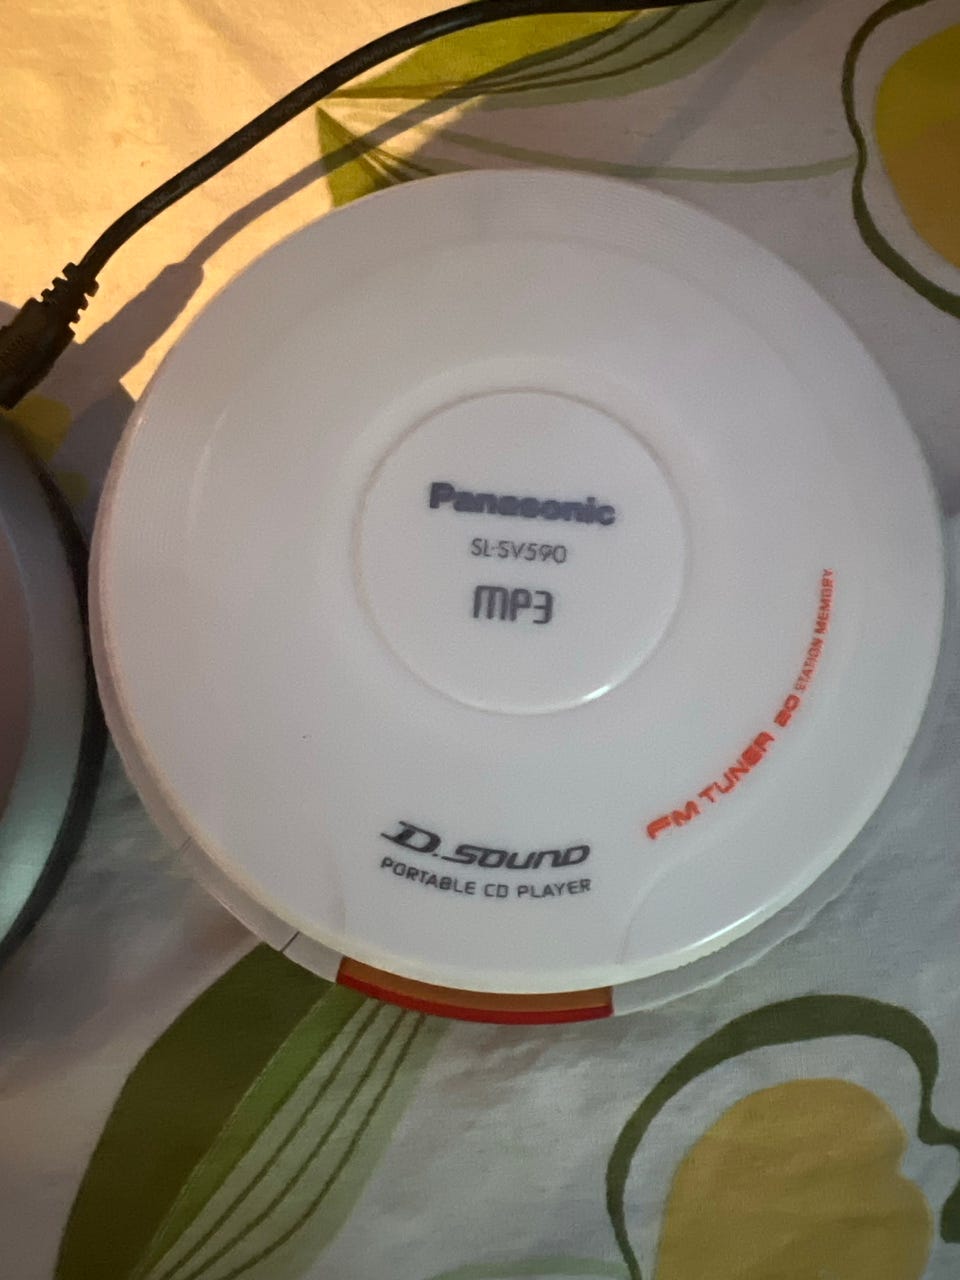 Panasonic
SL-SV590
MP3
FM TUNER 20 STATION MEMORY
D.SOUND
PORTABLE CD PLAYER